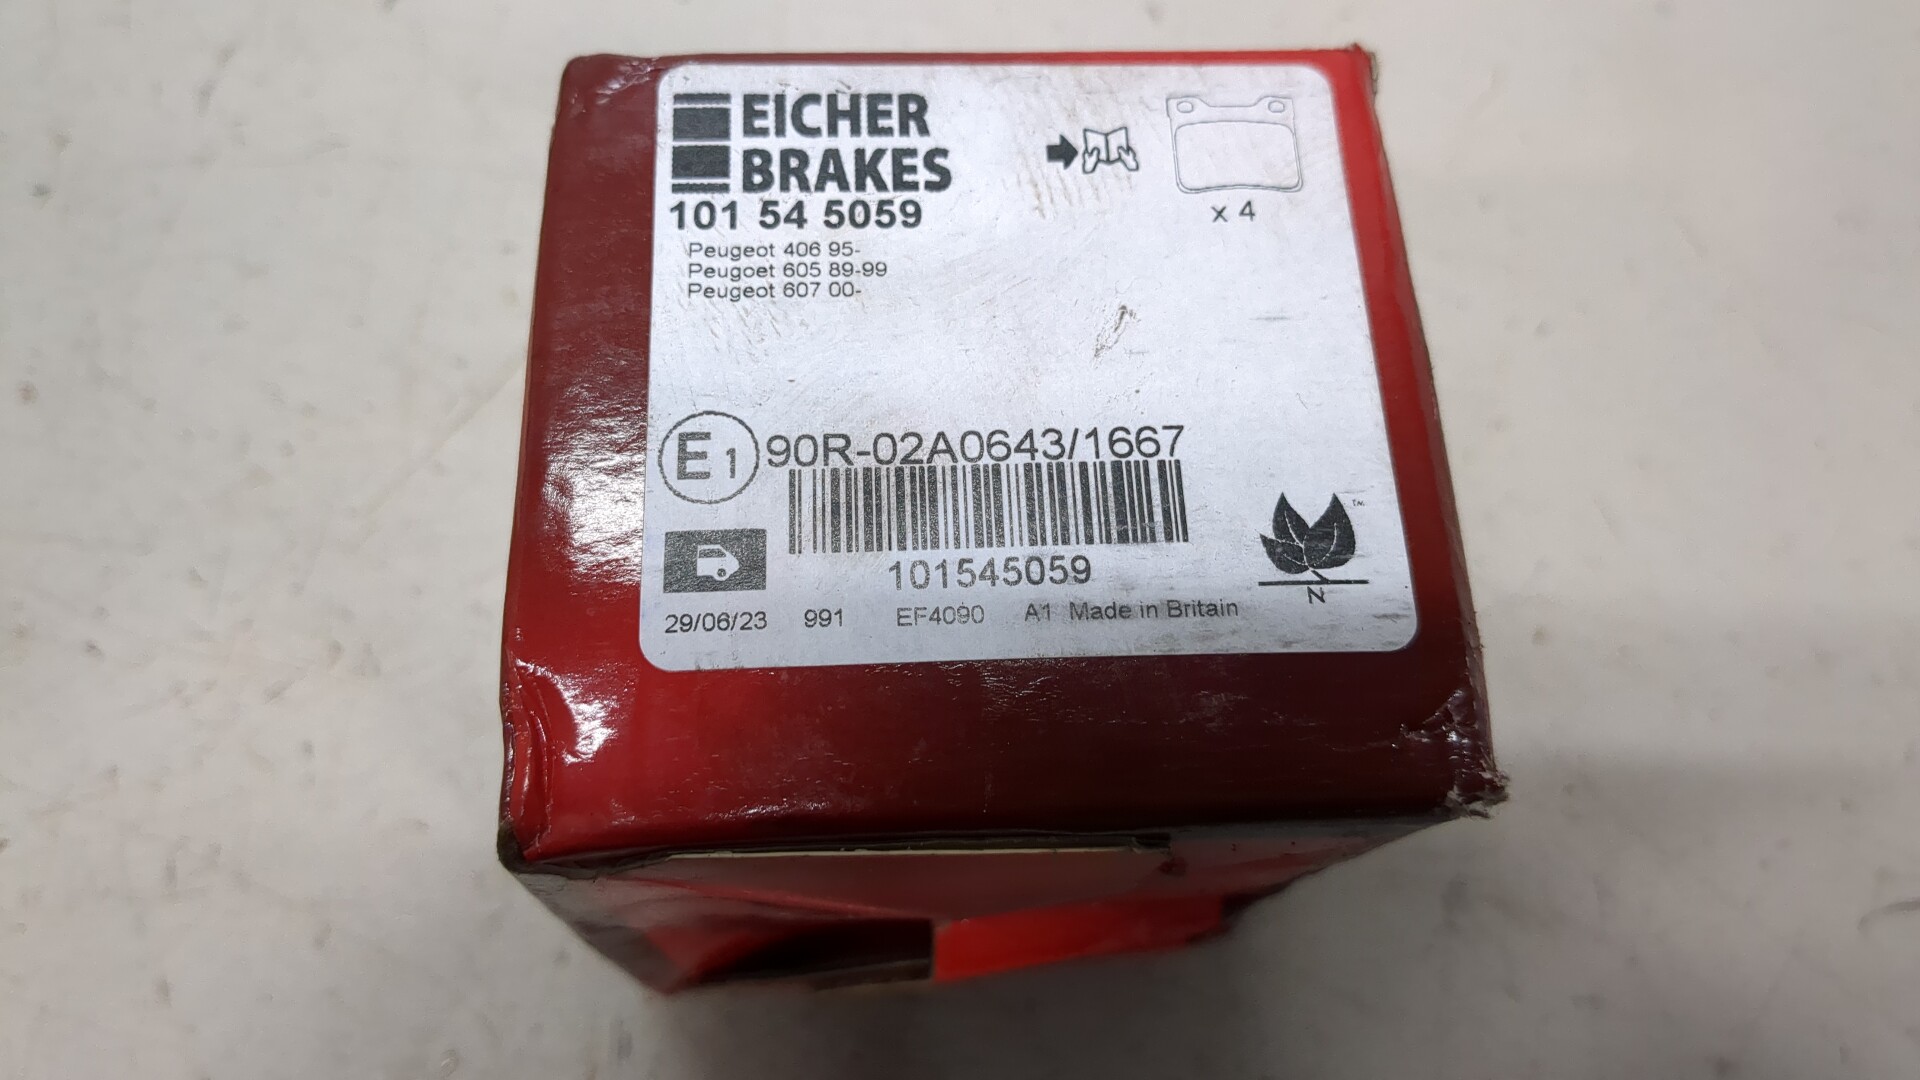 EICHER
BRAKES
101 54 5059
x 4
Peugeot 406 95-
Peugoet 605 89-99
Peugeot 607 00-
E1 90R-02A0643/1667
101545059
TM
N
29/06/23 991 EF4090 A1 Made in Britain